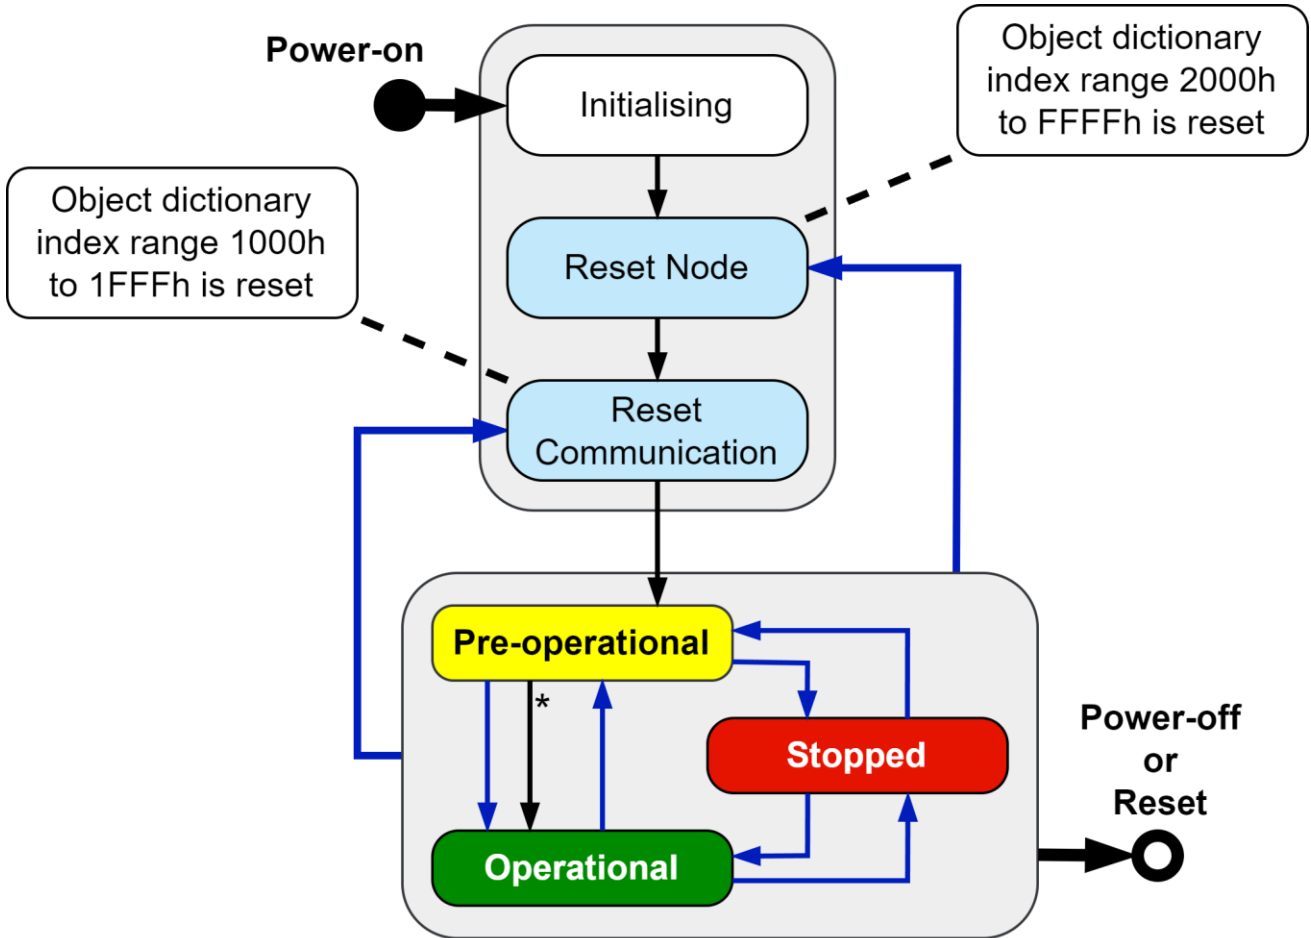 Power-on
Initialising
Object dictionary
index range 2000h
to FFFFh is reset
Object dictionary
index range 1000h
to 1FFFh is reset
Reset Node
Reset
Communication
Pre-operational
*
Stopped
Operational
Power-off
or
Reset